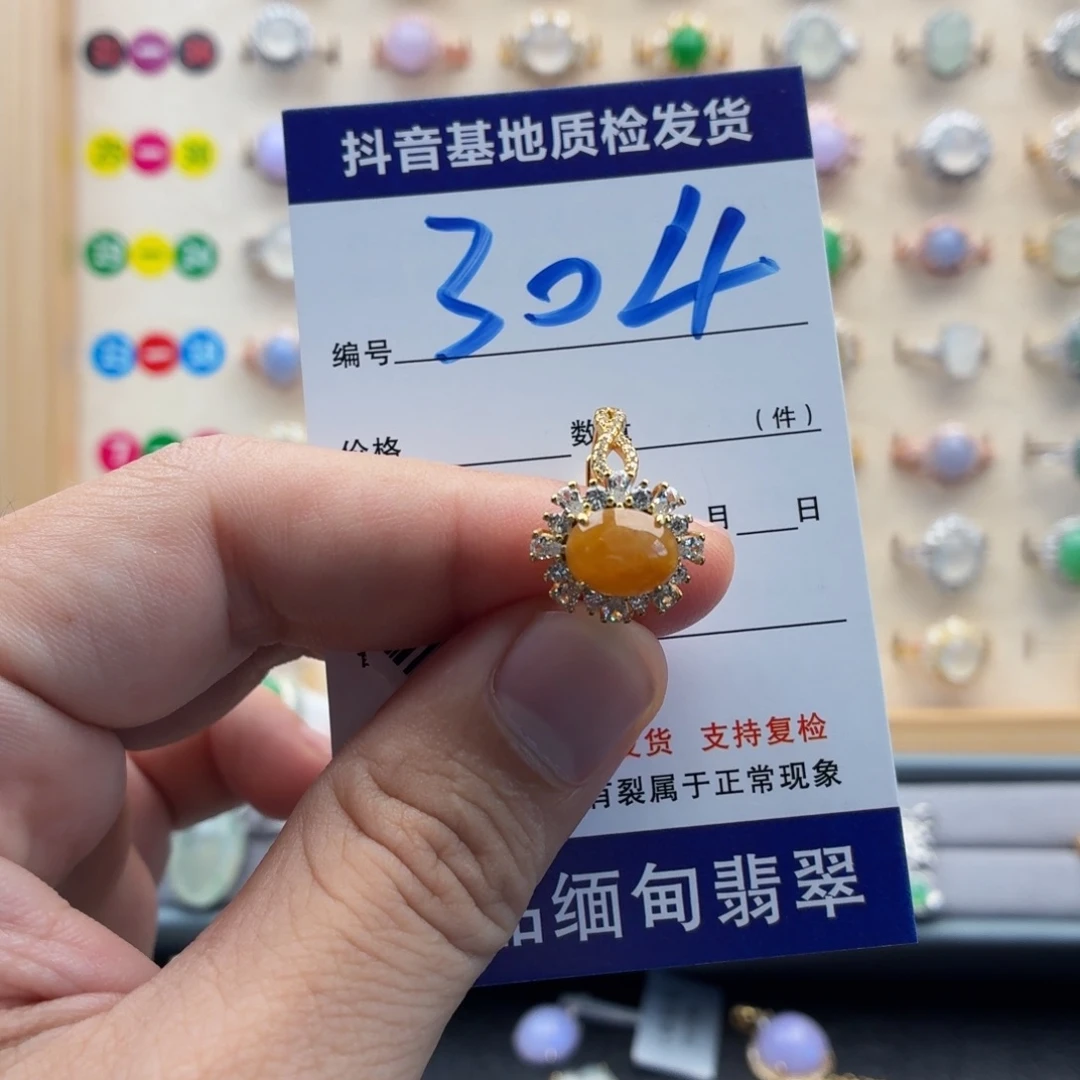 抖音基地质检发货
304
编号
价格 数 (件)
月 日
发货 支持复检
有裂属于正常现象
品缅甸翡翠